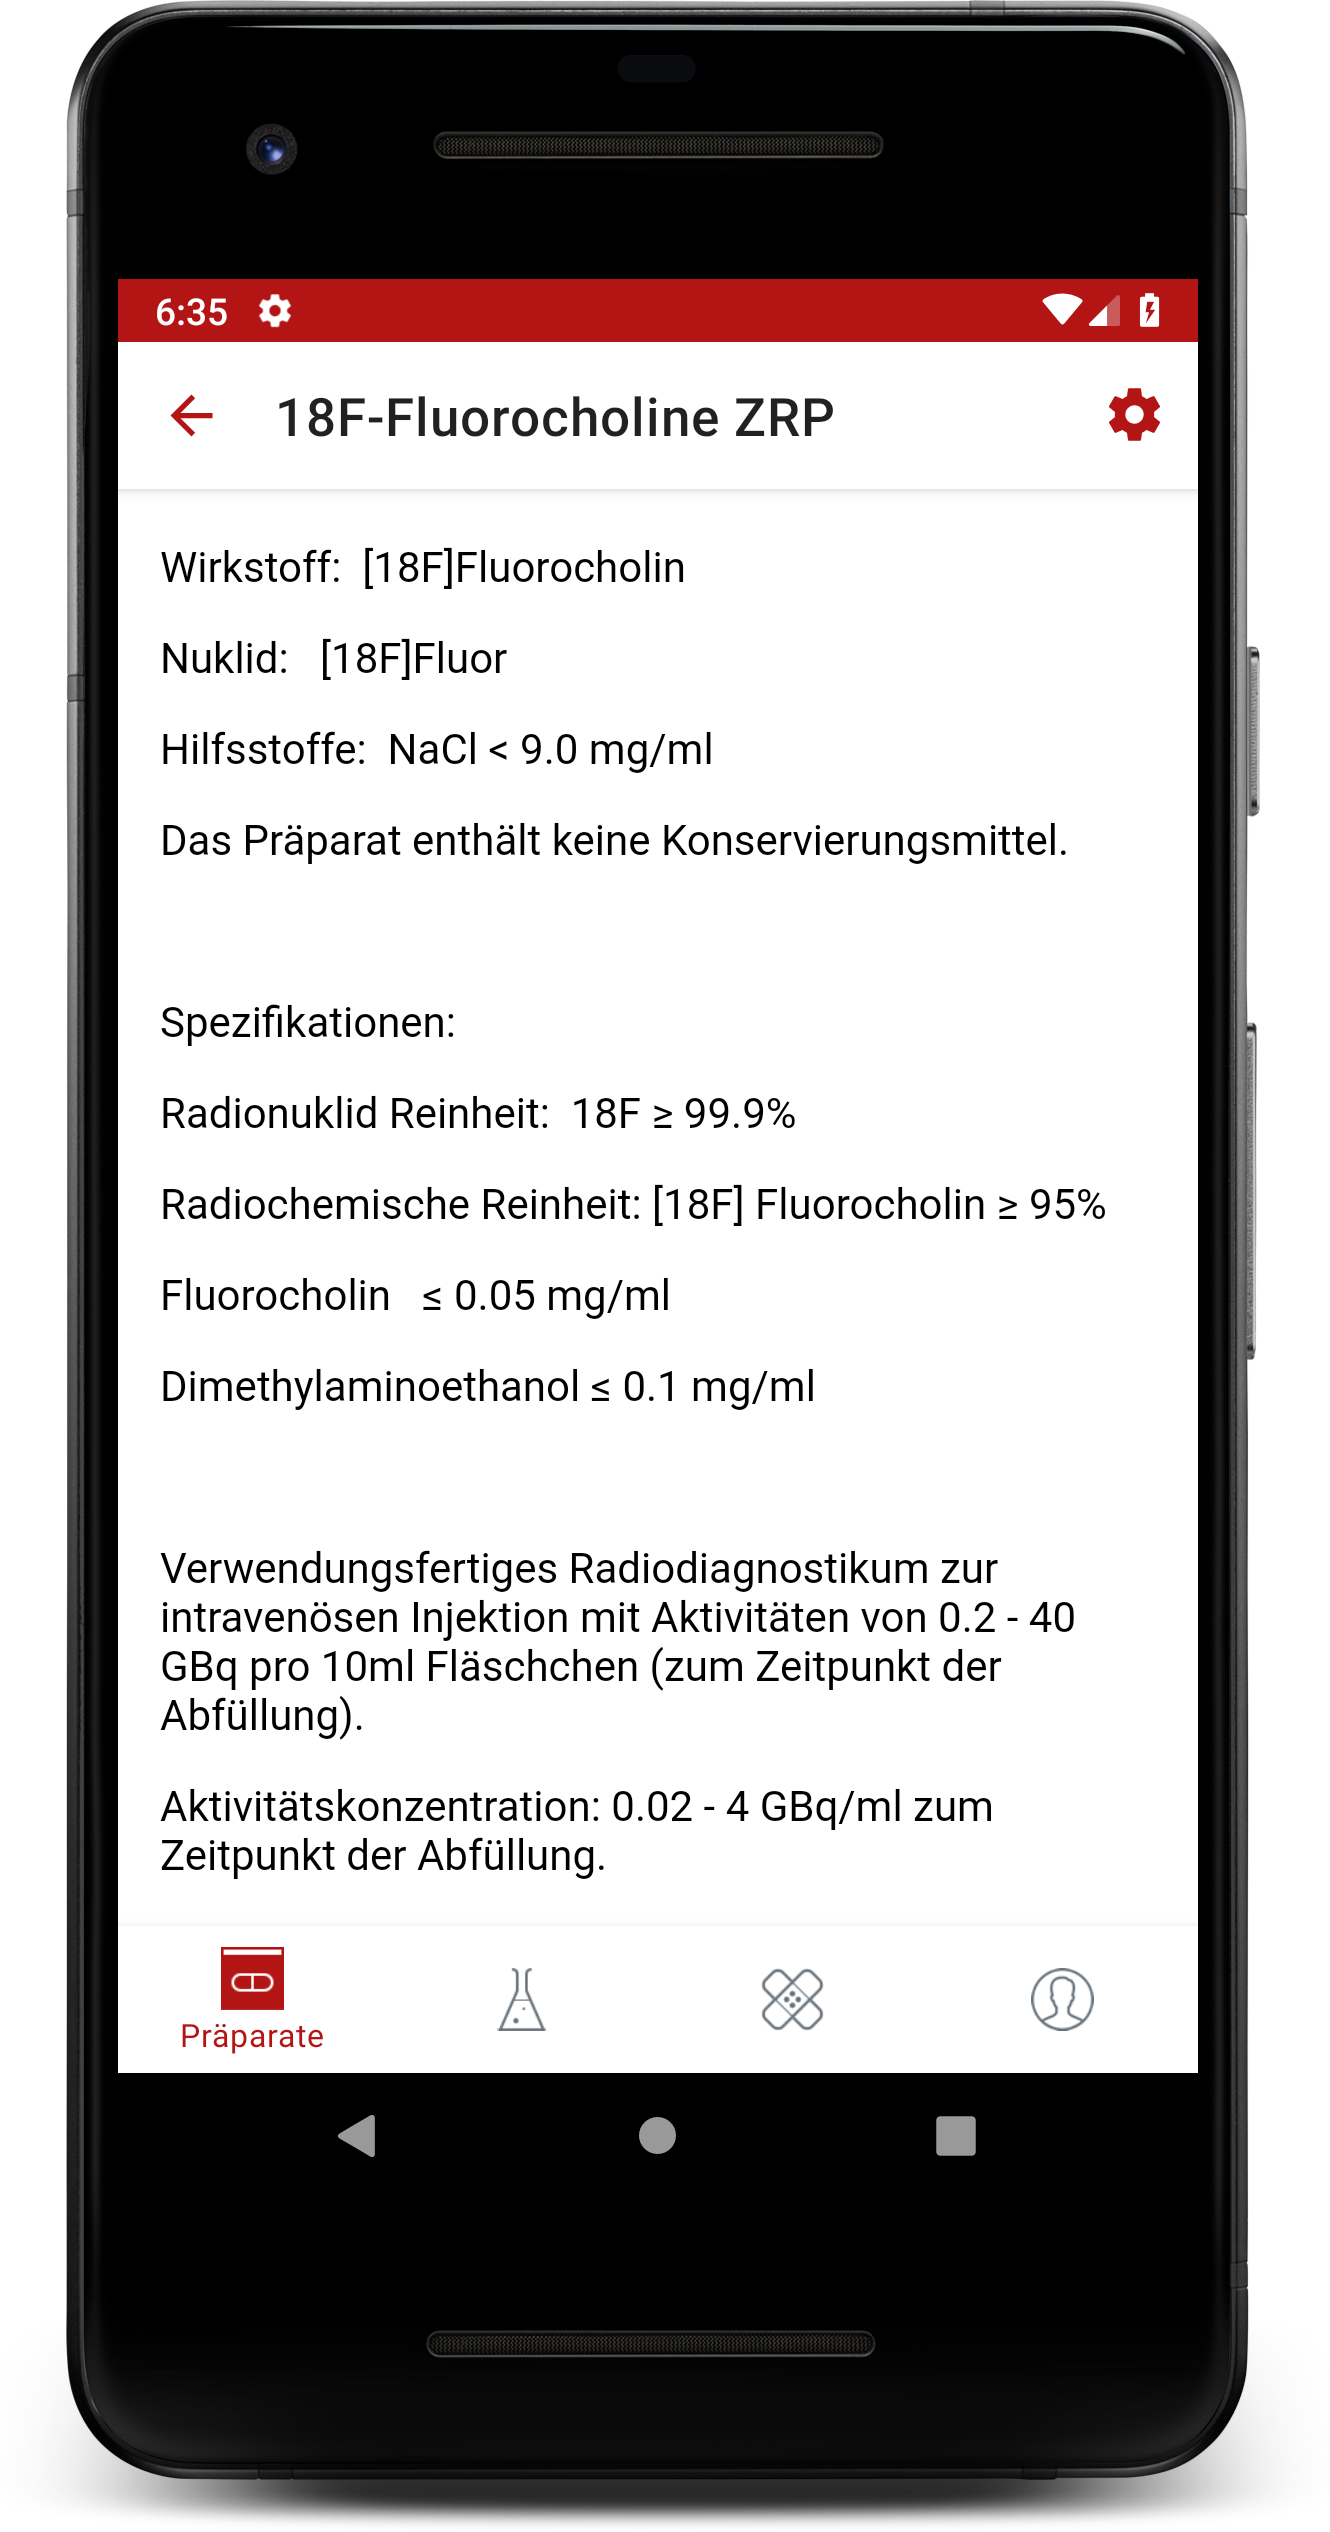 6:35
18F-Fluorocholine ZRP
Wirkstoff:  [18F]Fluorocholin
Nuklid:   [18F]Fluor
Hilfsstoffe:  NaCl < 9.0 mg/ml
Das Präparat enthält keine Konservierungsmittel.
Spezifikationen:
Radionuklid Reinheit:  18F ≥ 99.9%
Radiochemische Reinheit: [18F] Fluorocholin ≥ 95%
Fluorocholin   ≤ 0.05 mg/ml
Dimethylaminoethanol ≤ 0.1 mg/ml
Verwendungsfertiges Radiodiagnostikum zur
intravenösen Injektion mit Aktivitäten von 0.2 - 40
GBq pro 10ml Fläschchen (zum Zeitpunkt der
Abfüllung).
Aktivitätskonzentration: 0.02 - 4 GBq/ml zum
Zeitpunkt der Abfüllung.
Präparate